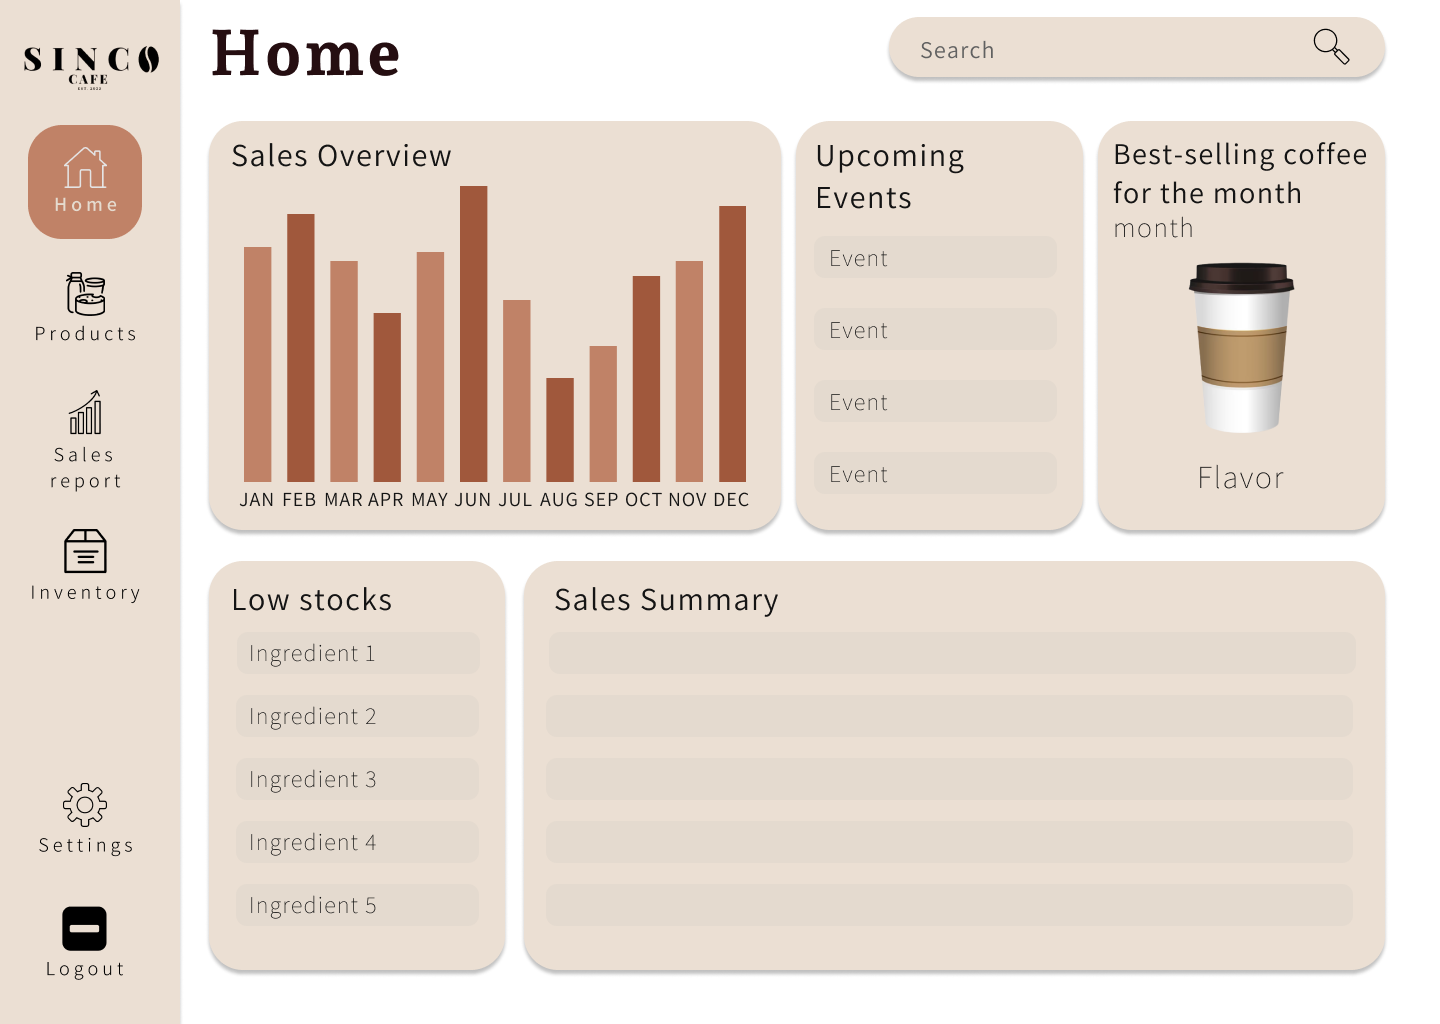 SINCO
CAFE
EST. 2022
Home
Products
Sales
report
Inventory
Settings
Logout
Home
Search
Sales Overview
JAN FEB MAR APR MAY JUN JUL AUG SEP OCT NOV DEC
Upcoming
Events
Event
Event
Event
Event
Best-selling coffee
for the month
month
Flavor
Low stocks
Ingredient 1
Ingredient 2
Ingredient 3
Ingredient 4
Ingredient 5
Sales Summary